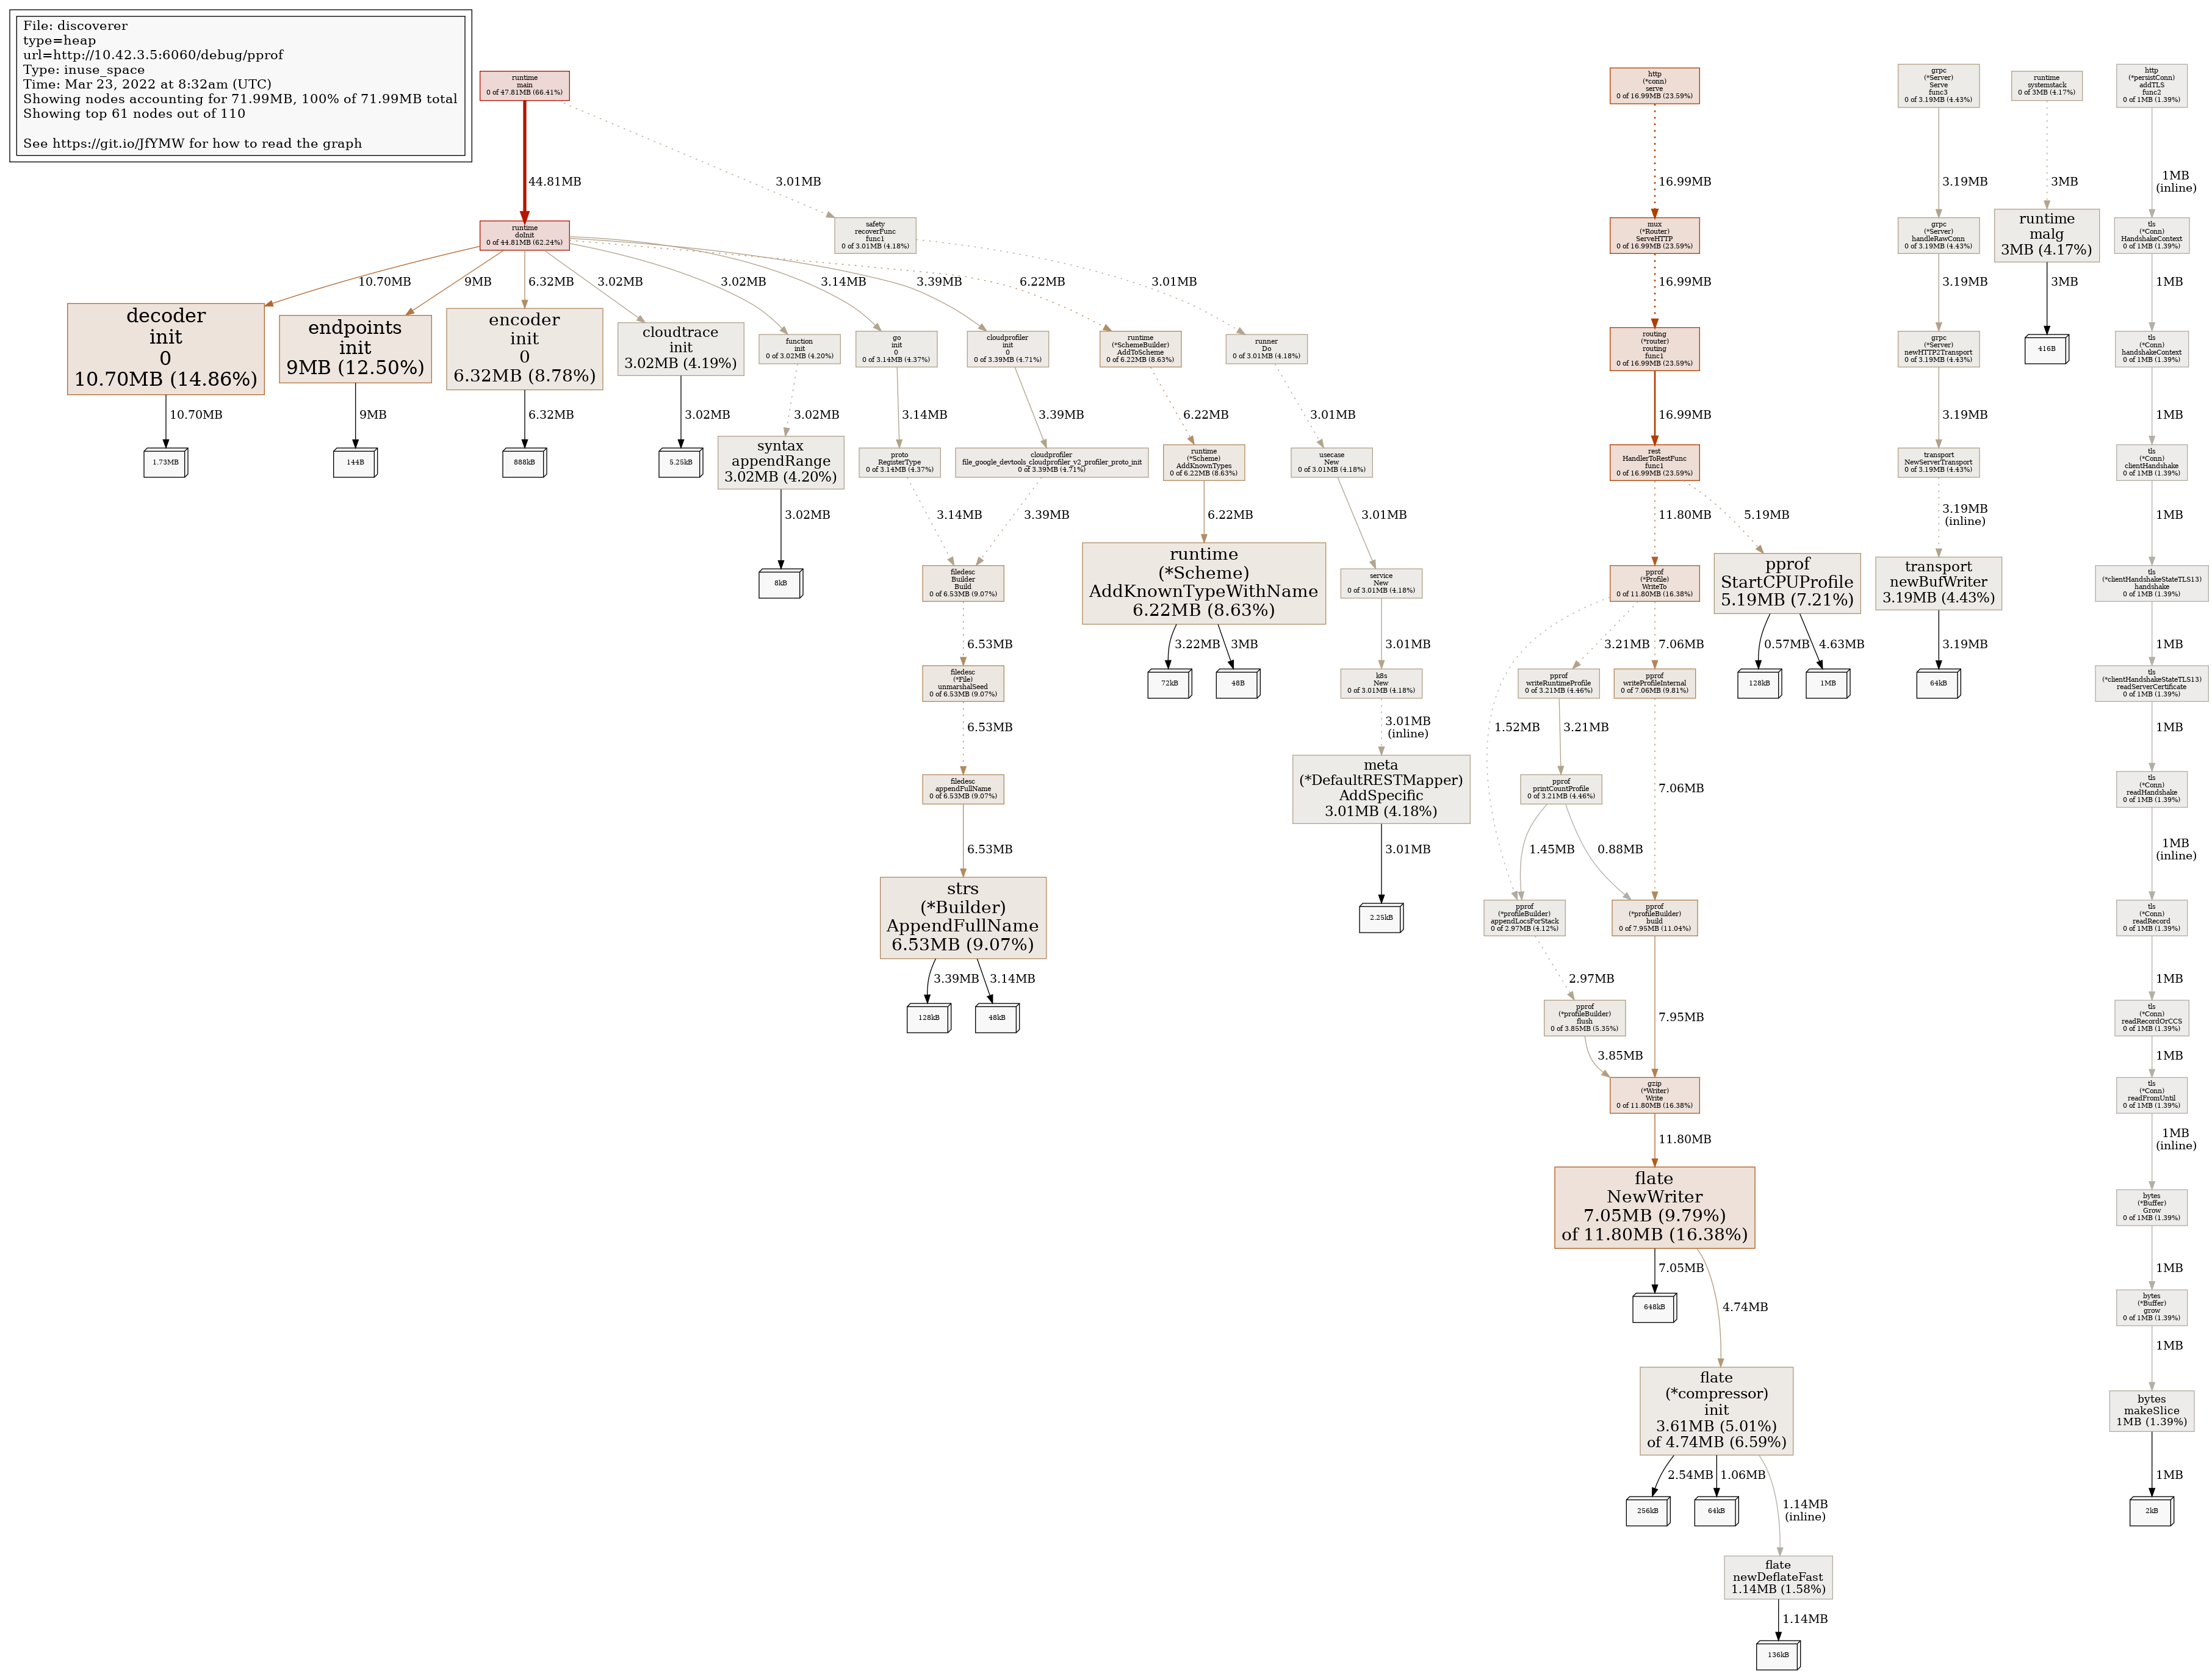 File: discoverer
type=heap
url=http://10.42.3.5:6060/debug/pprof
Type: inuse_space
Time: Mar 23, 2022 at 8:32am (UTC)
Showing nodes accounting for 71.99MB, 100% of 71.99MB total
Showing top 61 nodes out of 110
See https://git.io/JfYMW for how to read the graph
runtime
main
0 of 47.81MB (66.41%)
http
(*conn)
serve
0 of 16.99MB (23.59%)
grpc
(*Server)
Serve
func3
0 of 3.19MB (4.43%)
runtime
systemstack
0 of 3MB (4.17%)
http
(*persistConn)
addTLS
func2
0 of 1MB (1.39%)
44.81MB
3.01MB
16.99MB
3.19MB
3MB
1MB
(inline)
runtime
doInit
0 of 44.81MB (62.24%)
safety
recoverFunc
func1
0 of 3.01MB (4.18%)
mux
(*Router)
ServeHTTP
0 of 16.99MB (23.59%)
grpc
(*Server)
handleRawConn
0 of 3.19MB (4.43%)
runtime
malg
3MB (4.17%)
tls
(*Conn)
HandshakeContext
0 of 1MB (1.39%)
10.70MB
9MB
6.32MB
3.02MB
3.02MB
3.14MB
3.39MB
6.22MB
3.01MB
16.99MB
3.19MB
3MB
1MB
decoder
init
0
10.70MB (14.86%)
endpoints
init
9MB (12.50%)
encoder
init
0
6.32MB (8.78%)
cloudtrace
init
3.02MB (4.19%)
function
init
0 of 3.02MB (4.20%)
go
init
0
0 of 3.14MB (4.37%)
cloudprofiler
init
0
0 of 3.39MB (4.71%)
runtime
(*SchemeBuilder)
AddToScheme
0 of 6.22MB (8.63%)
runner
Do
0 of 3.01MB (4.18%)
routing
(*router)
routing
func1
0 of 16.99MB (23.59%)
grpc
(*Server)
newHTTP2Transport
0 of 3.19MB (4.43%)
416B
tls
(*Conn)
handshakeContext
0 of 1MB (1.39%)
10.70MB
9MB
6.32MB
3.02MB
3.02MB
3.14MB
3.39MB
6.22MB
3.01MB
16.99MB
3.19MB
1MB
1.73MB
144B
888kB
5.25kB
syntax
appendRange
3.02MB (4.20%)
proto
RegisterType
0 of 3.14MB (4.37%)
cloudprofiler
file_google_devtools_cloudprofiler_v2_profiler_proto_init
0 of 3.39MB (4.71%)
runtime
(*Scheme)
AddKnownTypes
0 of 6.22MB (8.63%)
usecase
New
0 of 3.01MB (4.18%)
rest
HandlerToRestFunc
func1
0 of 16.99MB (23.59%)
transport
NewServerTransport
0 of 3.19MB (4.43%)
tls
(*Conn)
clientHandshake
0 of 1MB (1.39%)
3.02MB
3.14MB
3.39MB
6.22MB
3.01MB
11.80MB
5.19MB
3.19MB
(inline)
1MB
8kB
filedesc
Builder
Build
0 of 6.53MB (9.07%)
runtime
(*Scheme)
AddKnownTypeWithName
6.22MB (8.63%)
service
New
0 of 3.01MB (4.18%)
pprof
(*Profile)
WriteTo
0 of 11.80MB (16.38%)
pprof
StartCPUProfile
5.19MB (7.21%)
transport
newBufWriter
3.19MB (4.43%)
tls
(*clientHandshakeStateTLS13)
handshake
0 of 1MB (1.39%)
6.53MB
3.22MB
3MB
3.01MB
3.21MB
7.06MB
0.57MB
4.63MB
3.19MB
1MB
filedesc
(*File)
unmarshalSeed
0 of 6.53MB (9.07%)
72kB
48B
k8s
New
0 of 3.01MB (4.18%)
pprof
writeRuntimeProfile
0 of 3.21MB (4.46%)
pprof
writeProfileInternal
0 of 7.06MB (9.81%)
128kB
1MB
64kB
tls
(*clientHandshakeStateTLS13)
readServerCertificate
0 of 1MB (1.39%)
6.53MB
3.01MB
(inline)
1.52MB
3.21MB
1MB
filedesc
appendFullName
0 of 6.53MB (9.07%)
meta
(*DefaultRESTMapper)
AddSpecific
3.01MB (4.18%)
pprof
printCountProfile
0 of 3.21MB (4.46%)
7.06MB
tls
(*Conn)
readHandshake
0 of 1MB (1.39%)
6.53MB
3.01MB
1.45MB
0.88MB
1MB
(inline)
strs
(*Builder)
AppendFullName
6.53MB (9.07%)
2.25kB
pprof
(*profileBuilder)
appendLocsForStack
0 of 2.97MB (4.12%)
pprof
(*profileBuilder)
build
0 of 7.95MB (11.04%)
tls
(*Conn)
readRecord
0 of 1MB (1.39%)
3.39MB
3.14MB
2.97MB
1MB
128kB
48kB
pprof
(*profileBuilder)
flush
0 of 3.85MB (5.35%)
7.95MB
tls
(*Conn)
readRecordOrCCS
0 of 1MB (1.39%)
3.85MB
1MB
gzip
(*Writer)
Write
0 of 11.80MB (16.38%)
tls
(*Conn)
readFromUntil
0 of 1MB (1.39%)
11.80MB
1MB
(inline)
flate
NewWriter
7.05MB (9.79%)
of 11.80MB (16.38%)
bytes
(*Buffer)
Grow
0 of 1MB (1.39%)
7.05MB
1MB
648kB
4.74MB
bytes
(*Buffer)
grow
0 of 1MB (1.39%)
1MB
flate
(*compressor)
init
3.61MB (5.01%)
of 4.74MB (6.59%)
bytes
makeSlice
1MB (1.39%)
2.54MB
1.06MB
1.14MB
(inline)
1MB
256kB
64kB
2kB
flate
newDeflateFast
1.14MB (1.58%)
1.14MB
136kB